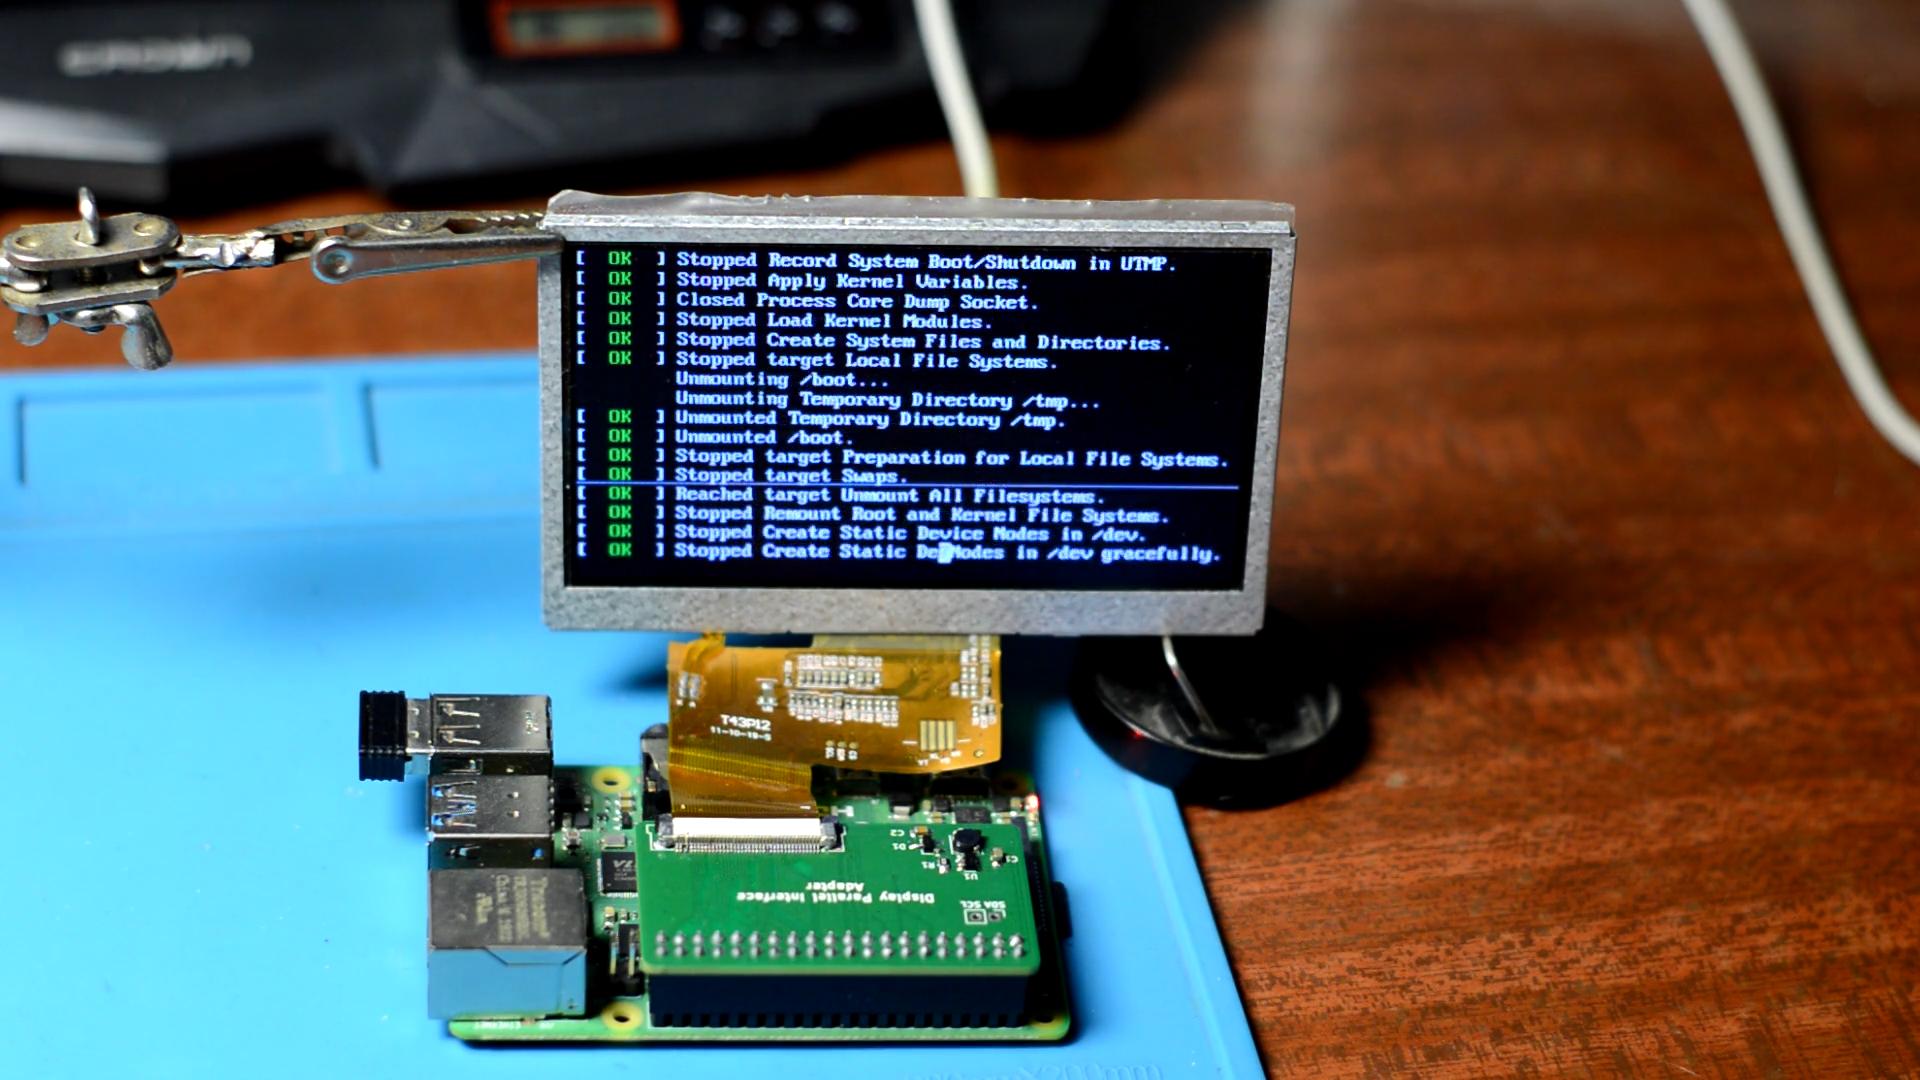 CROWN
[ OK ] Stopped Record System Boot/Shutdown in UTMP.
[ OK ] Stopped Apply Kernel Variables.
[ OK ] Closed Process Core Dump Socket.
[ OK ] Stopped Load Kernel Modules.
[ OK ] Stopped Create System Files and Directories.
[ OK ] Stopped target Local File Systems.
Unmounting /boot...
Unmounting Temporary Directory /tmp...
[ OK ] Unmounted Temporary Directory /tmp.
[ OK ] Unmounted /boot.
[ OK ] Stopped target Preparation for Local File Systems.
[ OK ] Stopped target Swaps.
[ OK ] Reached target Unmount All Filesystems.
[ OK ] Stopped Remount Root and Kernel File Systems.
[ OK ] Stopped Create Static Device Nodes in /dev.
[ OK ] Stopped Create Static De Nodes in /dev gracefully.
T43P12
11-10-19-S
C2
D1
R1
C1
U1
Display Parallel Interface
Adapter
SDA SCL